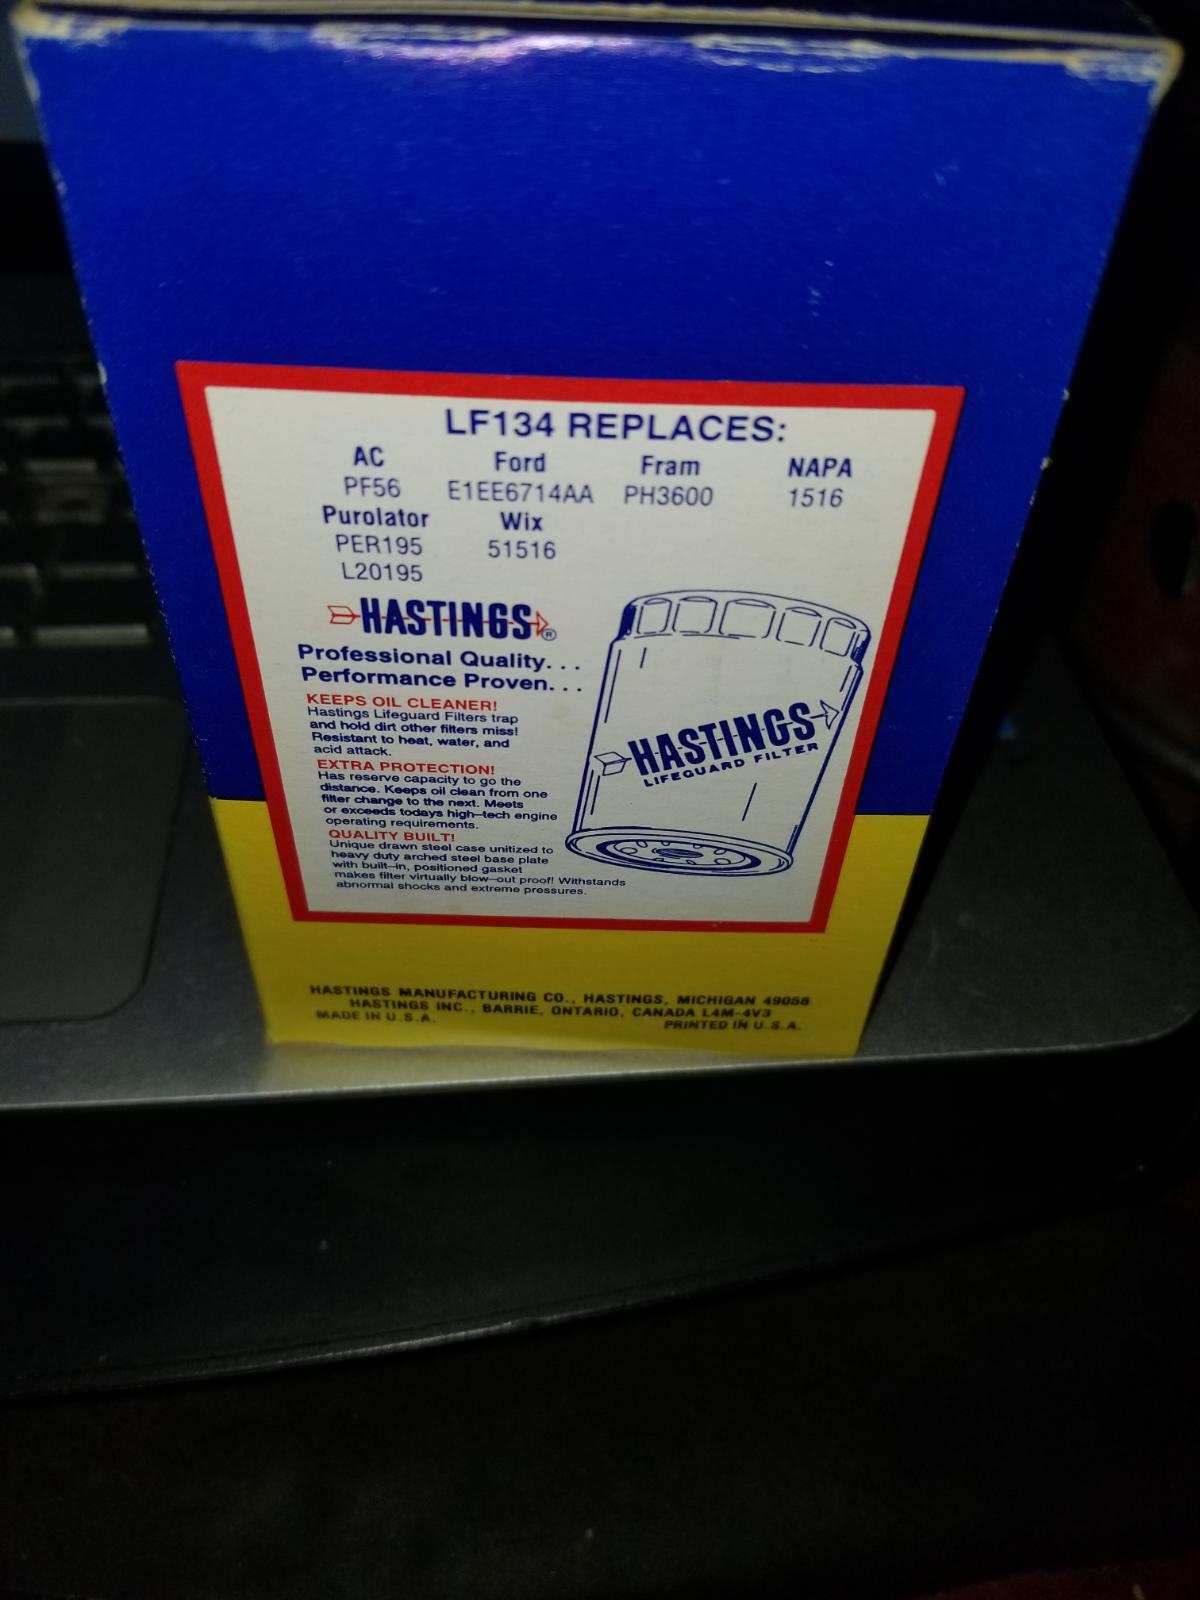 LF134 REPLACES:
AC Ford Fram NAPA
PF56 E1EE6714AA PH3600 1516
Purolator Wix
PER195 51516
L20195
HASTINGS®
Professional Quality...
Performance Proven...
KEEPS OIL CLEANER!
Hastings Lifeguard Filters trap
and hold dirt other filters miss!
Resistant to heat, water, and
acid attack.
EXTRA PROTECTION!
Has reserve capacity to go the
distance. Keeps oil clean from one
filter change to the next. Meets
or exceeds todays high-tech engine
operating requirements.
QUALITY BUILT!
Unique drawn steel case unitized to
heavy duty arched steel base plate
with built-in, positioned gasket
makes filter virtually blow-out proof! Withstands
abnormal shocks and extreme pressures.
HASTINGS
LIFEGUARD FILTER
HASTINGS MANUFACTURING CO., HASTINGS, MICHIGAN 49058
HASTINGS INC., BARRIE, ONTARIO, CANADA L4M-4V3
MADE IN U.S.A. PRINTED IN U.S.A.